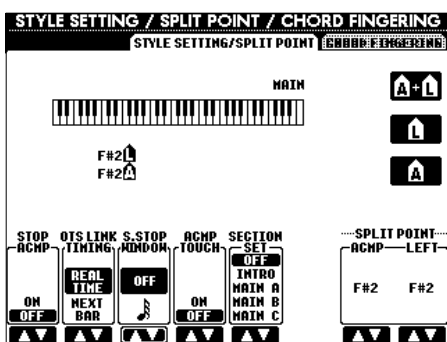 STYLE SETTING / SPLIT POINT / CHORD FINGERING
STYLE SETTING/SPLIT POINT CHORD FINGERING
MAIN
A+L
L
A
F#2 L
F#2 A
STOP ACMP
OTS LINK TIMING
S.STOP WINDOW
ACMP TOUCH
SECTION SET
SPLIT POINT
ACMP LEFT
REAL TIME
NEXT BAR
OFF
ON
OFF
ON
OFF
OFF
INTRO
MAIN A
MAIN B
MAIN C
F#2 F#2